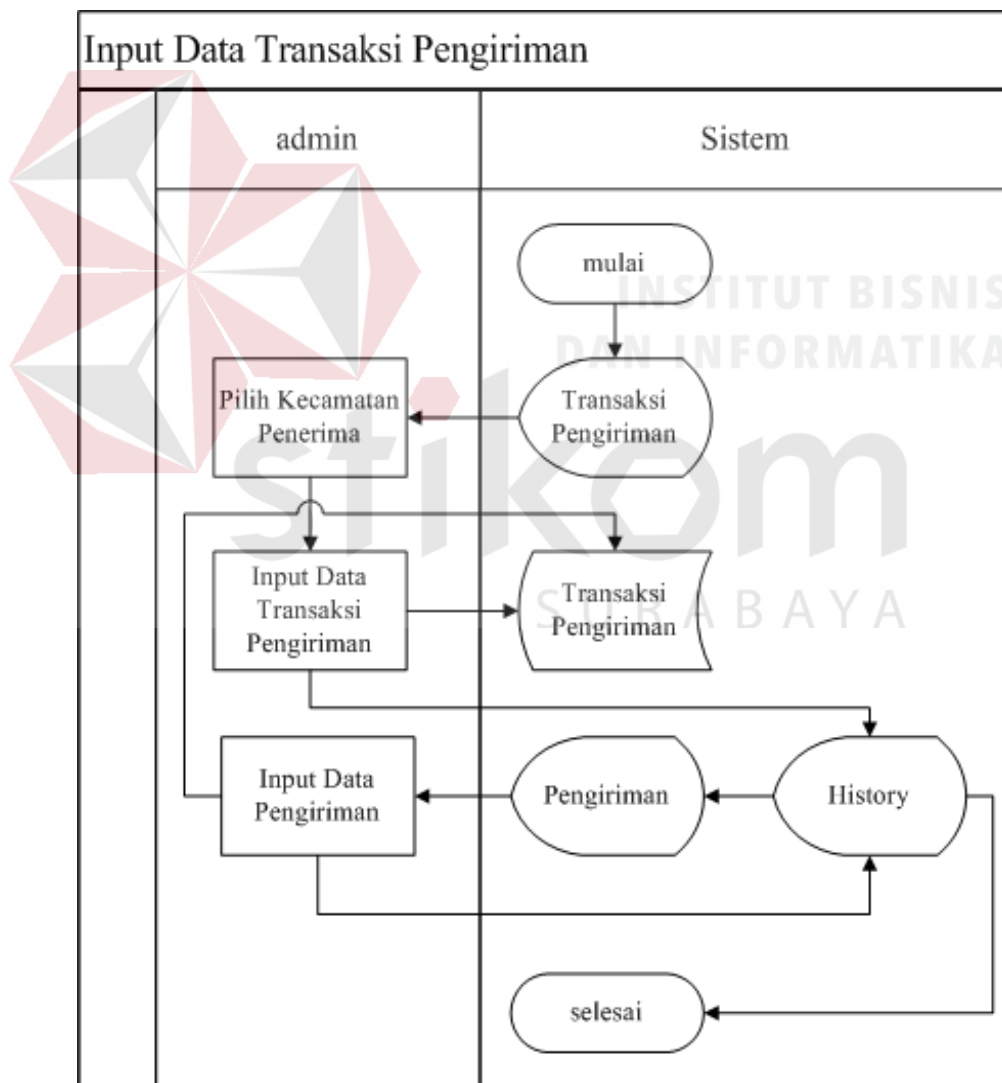 Input Data Transaksi Pengiriman
admin
Sistem
mulai
INSTITUT BISNIS
DAN INFORMATIKA
Pilih Kecamatan
Penerima
Transaksi
Pengiriman
stikom
SURABAYA
Input Data
Transaksi
Pengiriman
Transaksi
Pengiriman
Input Data
Pengiriman
Pengiriman
History
selesai